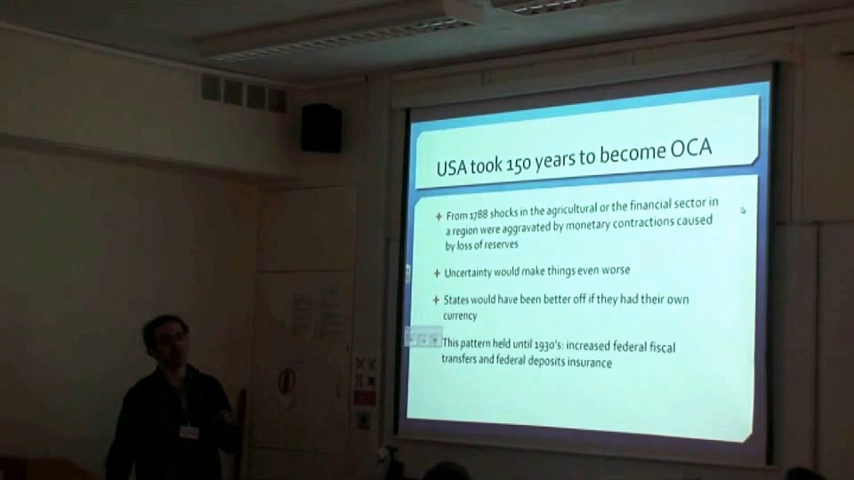 USA took 150 years to become OCA
+ From 1788 shocks in the agricultural or the financial sector in
a region were aggravated by monetary contractions caused
by loss of reserves
+ Uncertainty would make things even worse
+ States would have been better off if they had their own
currency
This pattern held until 1930's: increased federal fiscal
transfers and federal deposits insurance